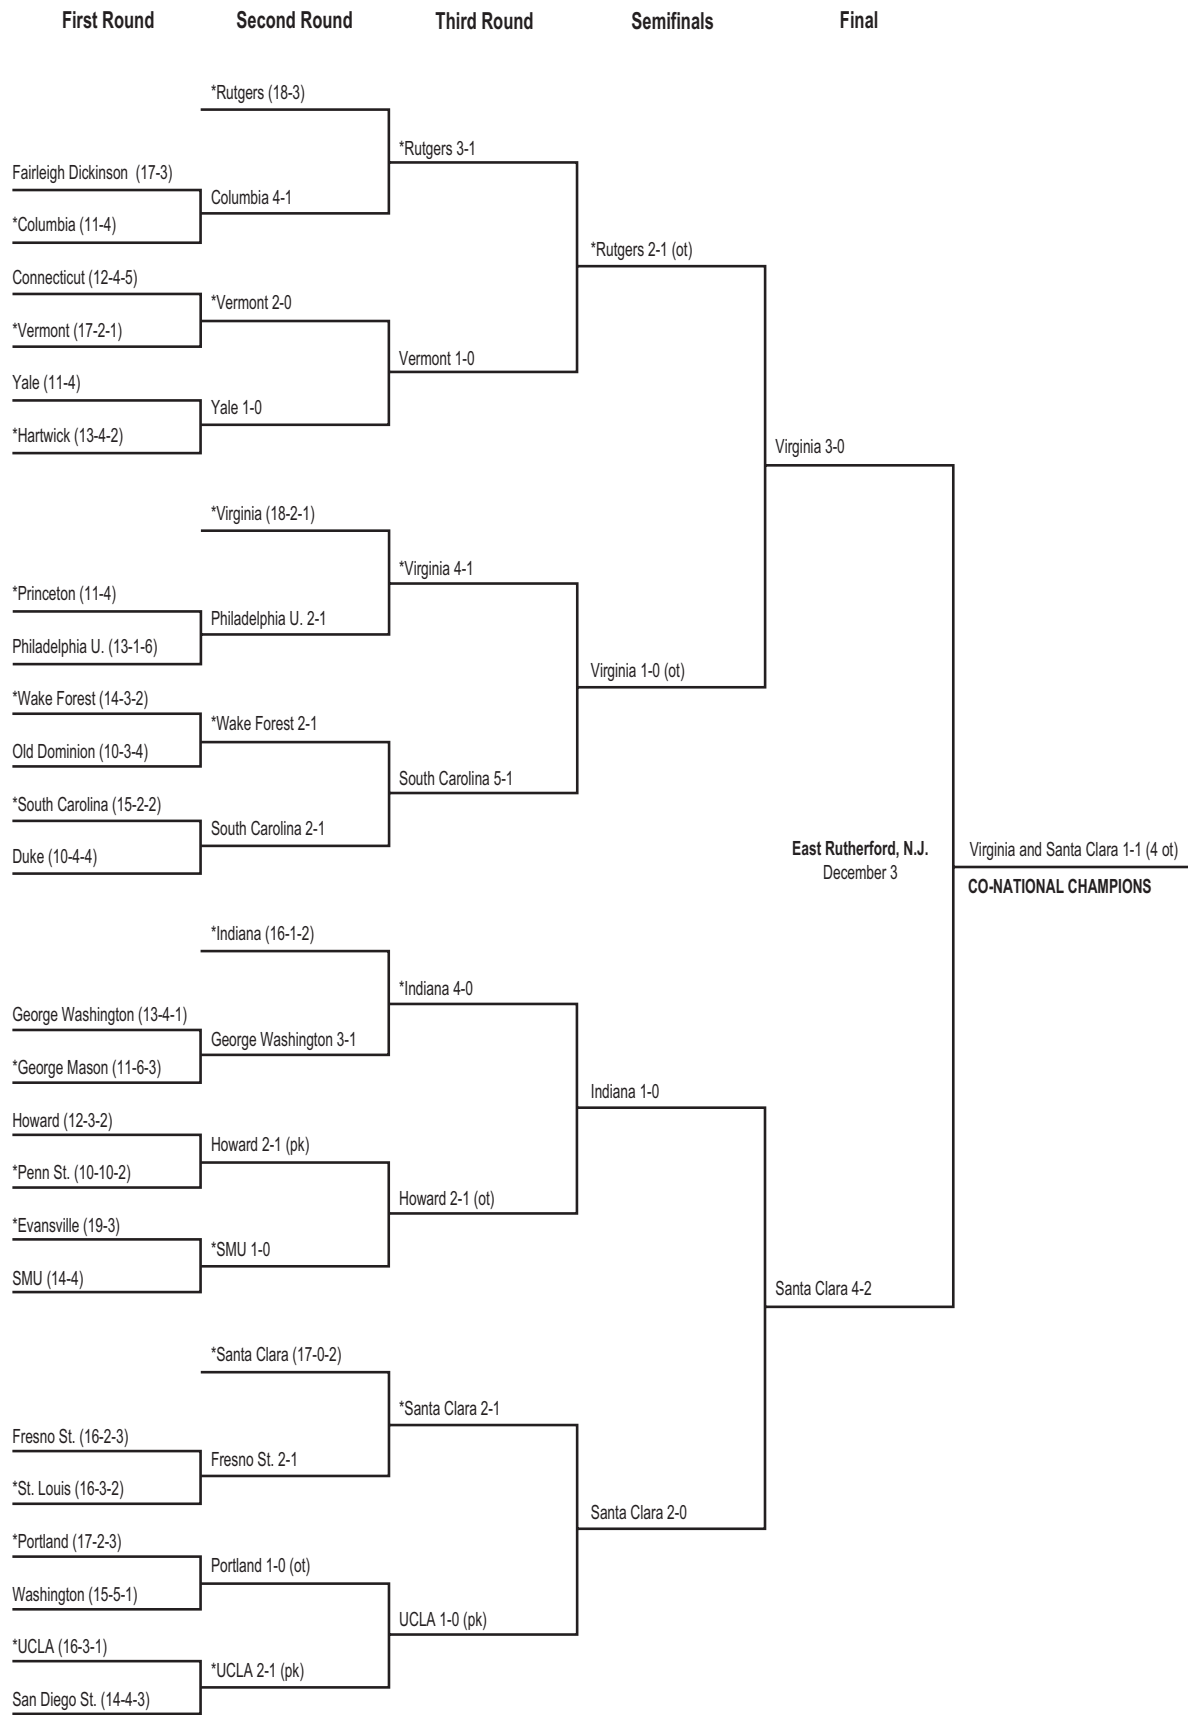 First Round Second Round Third Round Semifinals Final
*Rutgers (18-3)
*Rutgers 3-1
Fairleigh Dickinson (17-3)
Columbia 4-1
*Columbia (11-4)
*Rutgers 2-1 (ot)
Connecticut (12-4-5)
*Vermont 2-0
*Vermont (17-2-1)
Vermont 1-0
Yale (11-4)
Yale 1-0
*Hartwick (13-4-2)
Virginia 3-0
*Virginia (18-2-1)
*Virginia 4-1
*Princeton (11-4)
Philadelphia U. 2-1
Philadelphia U. (13-1-6)
Virginia 1-0 (ot)
*Wake Forest (14-3-2)
*Wake Forest 2-1
Old Dominion (10-3-4)
South Carolina 5-1
*South Carolina (15-2-2)
South Carolina 2-1
Duke (10-4-4)
East Rutherford, N.J.
December 3
Virginia and Santa Clara 1-1 (4 ot)
CO-NATIONAL CHAMPIONS
*Indiana (16-1-2)
*Indiana 4-0
George Washington (13-4-1)
George Washington 3-1
*George Mason (11-6-3)
Indiana 1-0
Howard (12-3-2)
Howard 2-1 (pk)
*Penn St. (10-10-2)
Howard 2-1 (ot)
*Evansville (19-3)
*SMU 1-0
SMU (14-4)
Santa Clara 4-2
*Santa Clara (17-0-2)
*Santa Clara 2-1
Fresno St. (16-2-3)
Fresno St. 2-1
*St. Louis (16-3-2)
Santa Clara 2-0
*Portland (17-2-3)
Portland 1-0 (ot)
Washington (15-5-1)
UCLA 1-0 (pk)
*UCLA (16-3-1)
*UCLA 2-1 (pk)
San Diego St. (14-4-3)